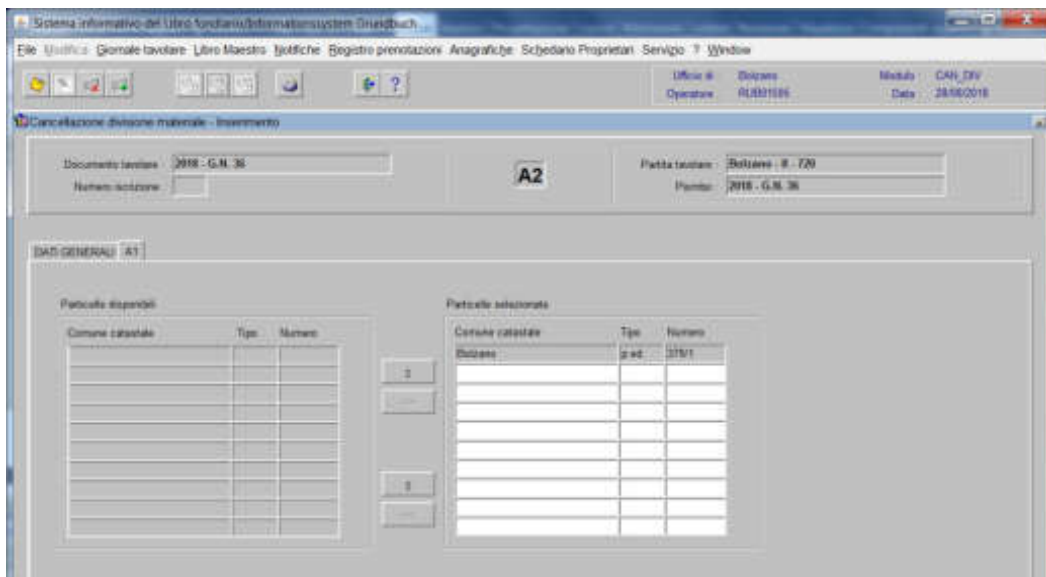 Sistema informativo del Libro fondiario/Informationssystem Grundbuch
File Modifica Giornale tavolare Libro Maestro Notifiche Registro prenotazioni Anagrafiche Schedario Proprietari Servizio ? Window
Ufficio di Bolzano Modulo CAN_DIV
Operatore Data 28/08/2018
Cancellazione divisione materiale - Inserimento
Documento tavolare 2018 - G.N. 36 A2 Partita tavolare Bolzano - II - 720
Numero iscrizione Piombo 2018 - G.N. 36
DATI GENERALI A1
Particelle disponibili Particelle selezionate
Comune catastale Tipo Numero Comune catastale Tipo Numero
Bolzano p.ed.